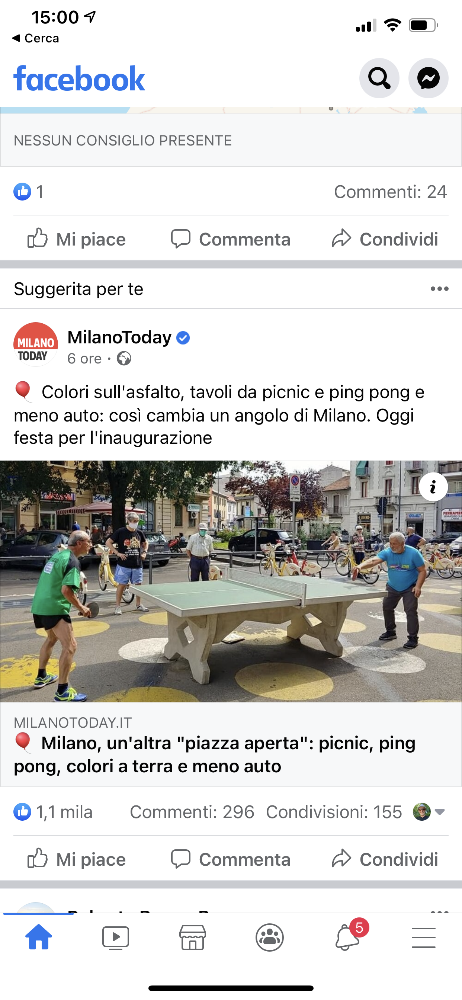 15:00
Cerca
facebook
NESSUN CONSIGLIO PRESENTE
1
Commenti: 24
Mi piace
Commenta
Condividi
Suggerita per te
MILANO
TODAY
MilanoToday
6 ore ·
🎈 Colori sull'asfalto, tavoli da picnic e ping pong e
meno auto: così cambia un angolo di Milano. Oggi
festa per l'inaugurazione
i
2018
MILANOTODAY.IT
🎈 Milano, un'altra "piazza aperta": picnic, ping
pong, colori a terra e meno auto
1,1 mila
Commenti: 296
Condivisioni: 155
Mi piace
Commenta
Condividi
5